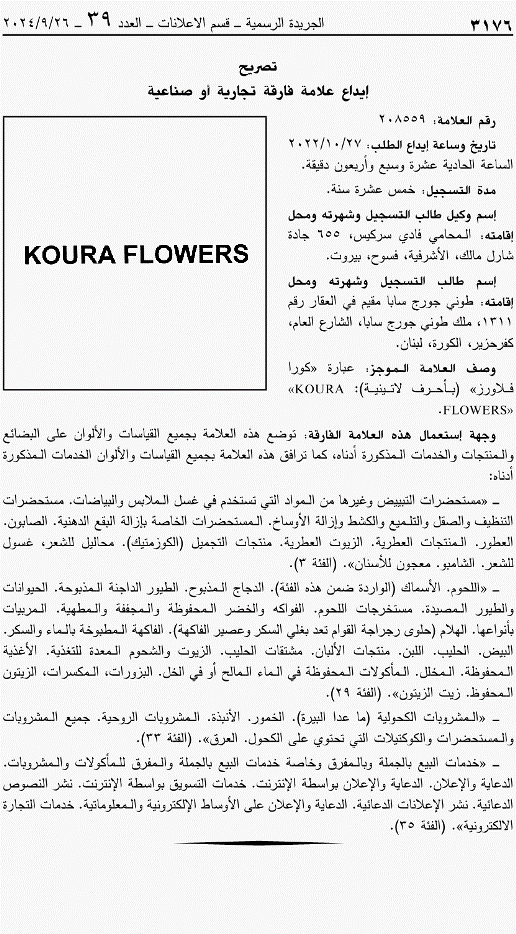 ٣١٧٦
الجريدة الرسمية ـ قسم الاعلانات ـ العدد ٣٩ ـ ٢٠٢٤/٩/٢٦
تصريح
إيداع علامة فارقة تجارية أو صناعية
رقم العلامة: ٢٠٨٥٥٩
تاريخ وساعة إيداع الطلب: ٢٠٢٢/١٠/٢٧
الساعة الحادية عشرة وسبع وأربعون دقيقة.
مدة التسجيل: خمس عشرة سنة.
إسم وكيل طالب التسجيل وشهرته ومحل
إقامته: المحامي فادي سركيس، ٦٥٥ جادة
شارل مالك، الأشرفية، فسوح، بيروت.
إسم طالب التسجيل وشهرته ومحل
إقامته: طوني جورج سابا مقيم في العقار رقم
١٣١١، ملك طوني جورج سابا، الشارع العام،
كفرحزير، الكورة، لبنان.
وصف العلامة الموجز: عبارة «كورا
فلاورز» (بأحرف لاتينية): KOURA»
«FLOWERS.
KOURA FLOWERS
وجهة إستعمال هذه العلامة الفارقة: توضع هذه العلامة بجميع القياسات والألوان على البضائع
والمنتجات والخدمات المذكورة أدناه، كما ترافق هذه العلامة بجميع القياسات والألوان الخدمات المذكورة
أدناه:
ـ «مستحضرات التبييض وغيرها من المواد التي تستخدم في غسل الملابس والبياضات. مستحضرات
التنظيف والصقل والتلميع والكشط وإزالة الأوساخ. المستحضرات الخاصة بإزالة البقع الدهنية. الصابون.
العطور. المنتجات العطرية. الزيوت العطرية. منتجات التجميل (الكوزمتيك). محاليل للشعر، غسول
للشعر. الشامبو. معجون للأسنان». (الفئة ٣).
ـ «اللحوم. الأسماك (الواردة ضمن هذه الفئة). الدجاج المذبوح. الطيور الداجنة المذبوحة. الحيوانات
والطيور المصيدة. مستخرجات اللحوم. الفواكه والخضر المحفوظة والمجففة والمطهية. المربيات
بأنواعها. الهلام (حلوى رجراجة القوام تعد بغلي السكر وعصير الفاكهة). الفاكهة المطبوخة بالماء والسكر.
البيض. الحليب. اللبن. منتجات الألبان. مشتقات الحليب. الزيوت والشحوم المعدة للتغذية. الأغذية
المحفوظة. المخلل. المأكولات المحفوظة في الماء المالح أو في الخل. البزورات، المكسرات، الزيتون
المحفوظ. زيت الزيتون». (الفئة ٢٩).
ـ «المشروبات الكحولية (ما عدا البيرة). الخمور. الأنبذة. المشروبات الروحية. جميع المشروبات
والمستحضرات والكوكتيلات التي تحتوي على الكحول. العرق». (الفئة ٣٣).
ـ «خدمات البيع بالجملة وبالمفرق وخاصة خدمات البيع بالجملة والمفرق للمأكولات والمشروبات.
الدعاية والإعلان. الدعاية والإعلان بواسطة الإنترنت. خدمات التسويق بواسطة الإنترنت. نشر النصوص
الدعائية. نشر الإعلانات الدعائية. الدعاية والإعلان على الأوساط الإلكترونية والمعلوماتية. خدمات التجارة
الالكترونية». (الفئة ٣٥).